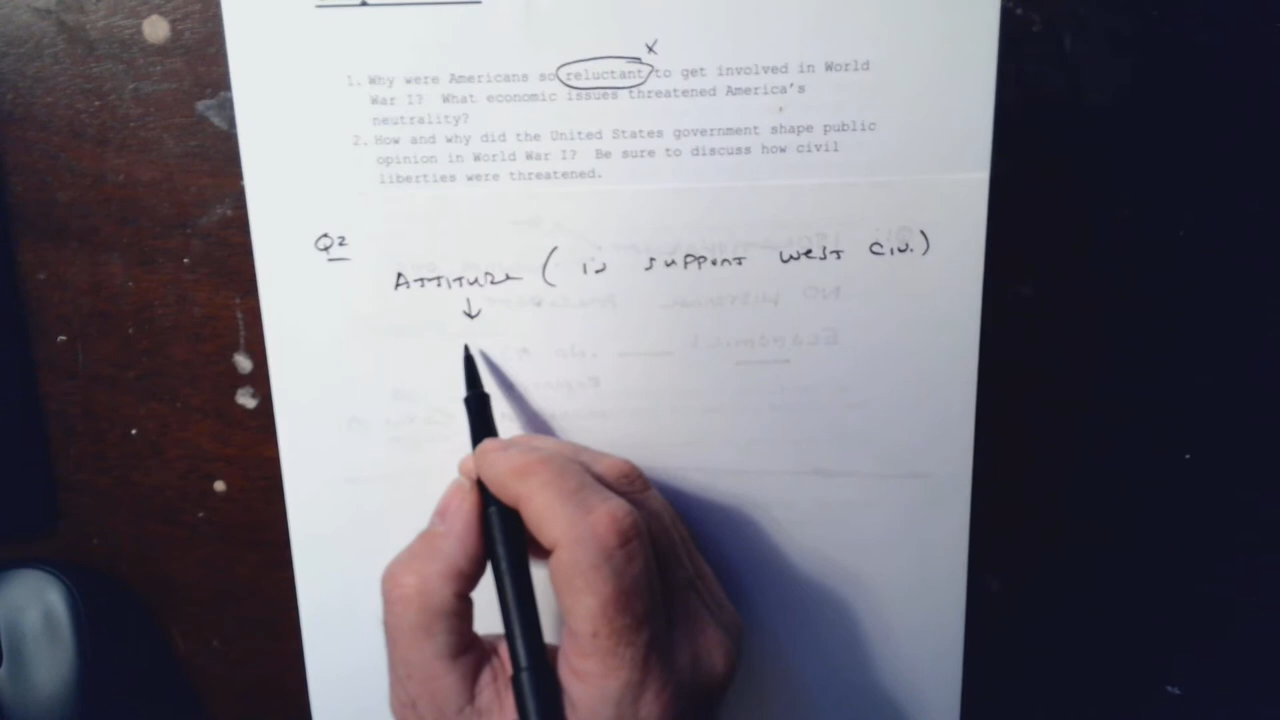 x
1. Why were Americans so reluctant to get involved in World
War I? What economic issues threatened America's
neutrality?
2. How and why did the United States government shape public
opinion in World War I? Be sure to discuss how civil
liberties were threatened.
Q2
ATTITUDE ( is support west civ.)